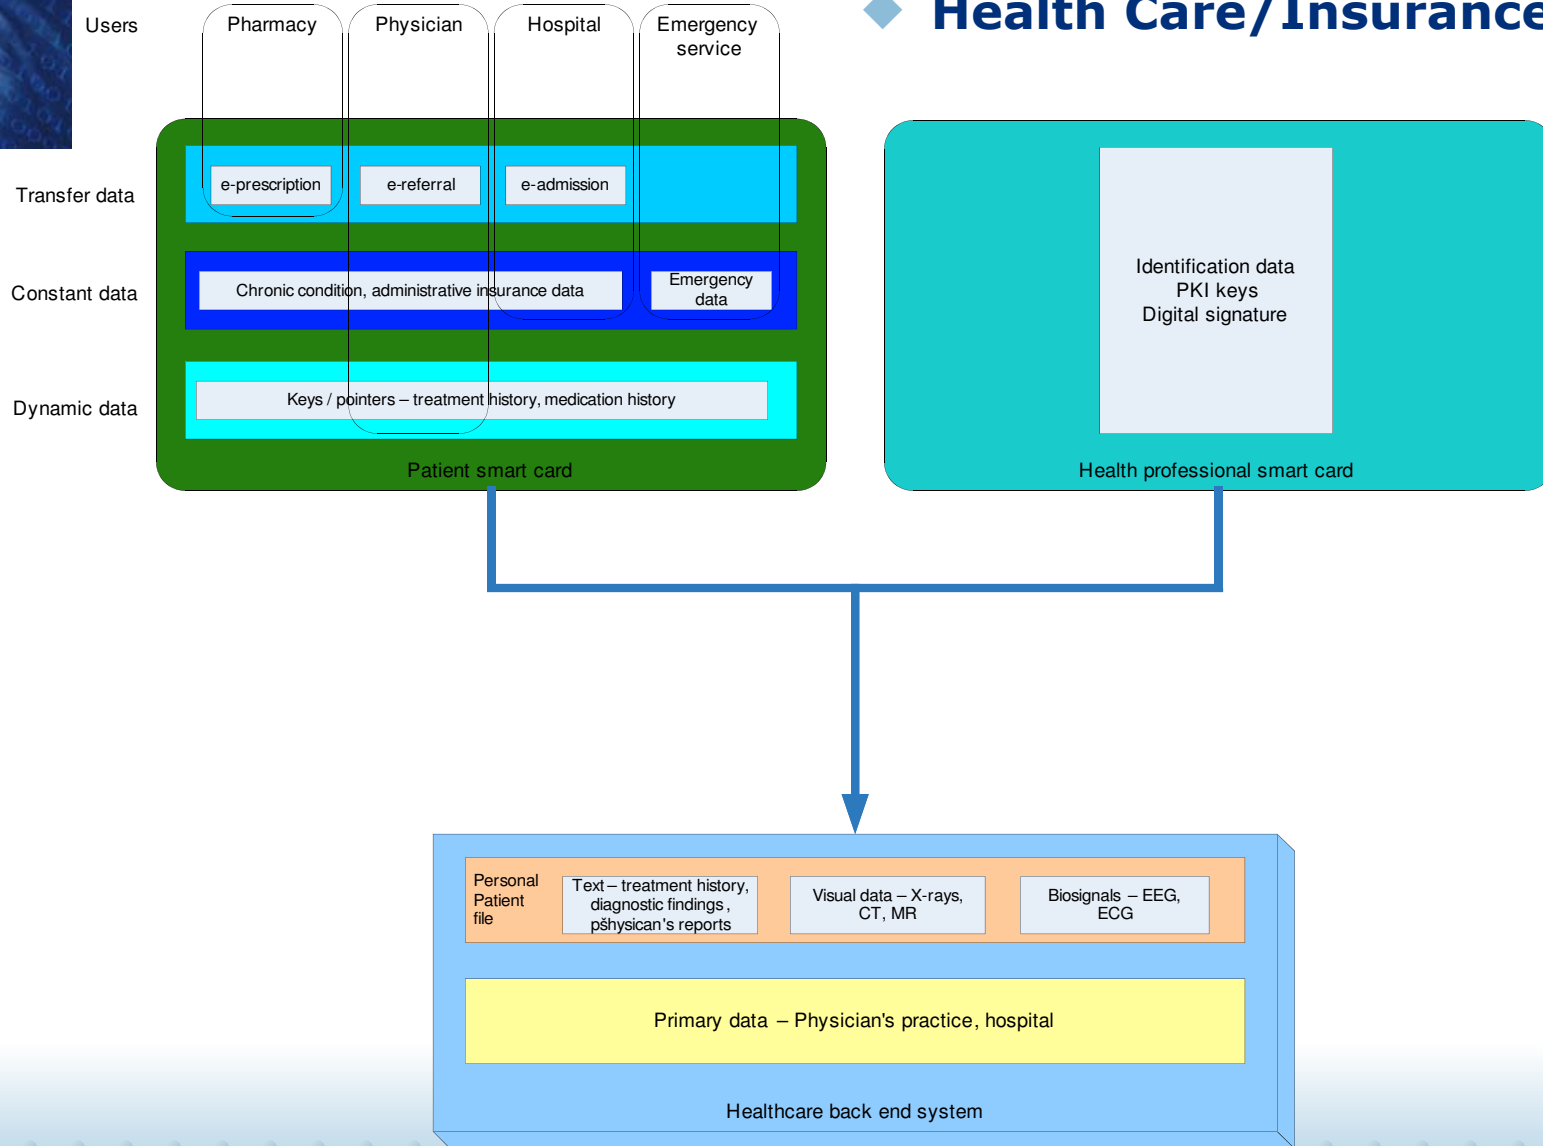 Health Care/Insurance
Users
Pharmacy
Physician
Hospital
Emergency
service
Transfer data
e-prescription
e-referral
e-admission
Constant data
Chronic condition, administrative insurance data
Emergency
data
Dynamic data
Keys / pointers – treatment history, medication history
Patient smart card
Identification data
PKI keys
Digital signature
Health professional smart card
Personal
Patient
file
Text – treatment history,
diagnostic findings ,
pšhysican's reports
Visual data – X-rays,
CT, MR
Biosignals – EEG,
ECG
Primary data – Physician's practice, hospital
Healthcare back end system